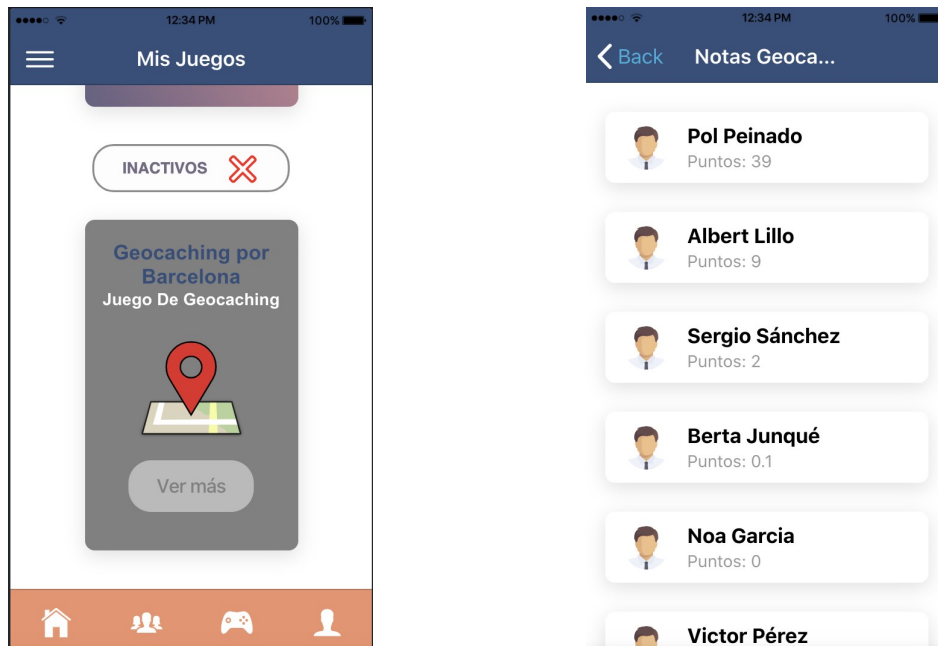 12:34 PM
100%
Mis Juegos
INACTIVOS
Geocaching por
Barcelona
Juego De Geocaching
Ver más
12:34 PM
100%
Back
Notas Geoca...
Pol Peinado
Puntos: 39
Albert Lillo
Puntos: 9
Sergio Sánchez
Puntos: 2
Berta Junqué
Puntos: 0.1
Noa Garcia
Puntos: 0
Victor Pérez